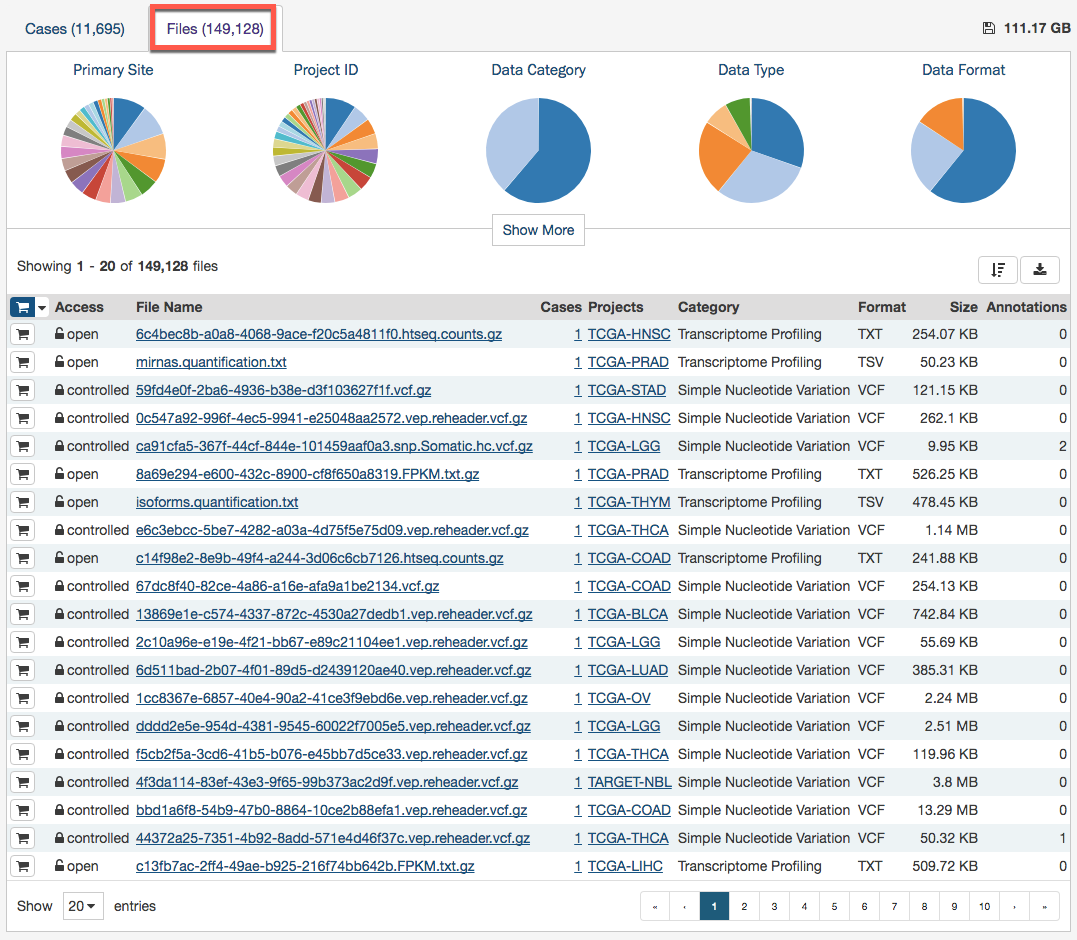 Cases (11,695) Files (149,128) 111.17 GB
Primary Site Project ID Data Category Data Type Data Format
Show More
Showing 1 - 20 of 149,128 files
Access File Name Cases Projects Category Format Size Annotations
open 6c4bec8b-a0a8-4068-9ace-f20c5a4811f0.htseq.counts.gz 1 TCGA-HNSC Transcriptome Profiling TXT 254.07 KB 0
open mirnas.quantification.txt 1 TCGA-PRAD Transcriptome Profiling TSV 50.23 KB 0
controlled 59fd4e0f-2ba6-4936-b38e-d3f103627f1f.vcf.gz 1 TCGA-STAD Simple Nucleotide Variation VCF 121.15 KB 0
controlled 0c547a92-996f-4ec5-9941-e25048aa2572.vep.reheader.vcf.gz 1 TCGA-HNSC Simple Nucleotide Variation VCF 262.1 KB 0
controlled ca91cfa5-367f-44cf-844e-101459aaf0a3.snp.Somatic.hc.vcf.gz 1 TCGA-LGG Simple Nucleotide Variation VCF 9.95 KB 2
open 8a69e294-e600-432c-8900-cf8f650a8319.FPKM.txt.gz 1 TCGA-PRAD Transcriptome Profiling TXT 526.25 KB 0
open isoforms.quantification.txt 1 TCGA-THYM Transcriptome Profiling TSV 478.45 KB 0
controlled e6c3ebcc-5be7-4282-a03a-4d75f5e75d09.vep.reheader.vcf.gz 1 TCGA-THCA Simple Nucleotide Variation VCF 1.14 MB 0
open c14f98e2-8e9b-49f4-a244-3d06c6cb7126.htseq.counts.gz 1 TCGA-COAD Transcriptome Profiling TXT 241.88 KB 0
controlled 67dc8f40-82ce-4a86-a16e-afa9a1be2134.vcf.gz 1 TCGA-COAD Simple Nucleotide Variation VCF 254.13 KB 0
controlled 13869e1e-c574-4337-872c-4530a27dedb1.vep.reheader.vcf.gz 1 TCGA-BLCA Simple Nucleotide Variation VCF 742.84 KB 0
controlled 2c10a96e-e19e-4f21-bb67-e89c21104ee1.vep.reheader.vcf.gz 1 TCGA-LGG Simple Nucleotide Variation VCF 55.69 KB 0
controlled 6d511bad-2b07-4f01-89d5-d2439120ae40.vep.reheader.vcf.gz 1 TCGA-LUAD Simple Nucleotide Variation VCF 385.31 KB 0
controlled 1cc8367e-6857-40e4-90a2-41ce3f9ebd6e.vep.reheader.vcf.gz 1 TCGA-OV Simple Nucleotide Variation VCF 2.24 MB 0
controlled dddd2e5e-954d-4381-9545-60022f7005e5.vep.reheader.vcf.gz 1 TCGA-LGG Simple Nucleotide Variation VCF 2.51 MB 0
controlled f5cb2f5a-3cd6-41b5-b076-e45bb7d5ce33.vep.reheader.vcf.gz 1 TCGA-THCA Simple Nucleotide Variation VCF 119.96 KB 0
controlled 4f3da114-83ef-43e3-9f65-99b373ac2d9f.vep.reheader.vcf.gz 1 TARGET-NBL Simple Nucleotide Variation VCF 3.8 MB 0
controlled bbd1a6f8-54b9-47b0-8864-10ce2b88efa1.vep.reheader.vcf.gz 1 TCGA-COAD Simple Nucleotide Variation VCF 13.29 MB 0
controlled 44372a25-7351-4b92-8add-571e4d46f37c.vep.reheader.vcf.gz 1 TCGA-THCA Simple Nucleotide Variation VCF 50.32 KB 1
open c13fb7ac-2ff4-49ae-b925-216f74bb642b.FPKM.txt.gz 1 TCGA-LIHC Transcriptome Profiling TXT 509.72 KB 0
Show 20 entries « ‹ 1 2 3 4 5 6 7 8 9 10 › »